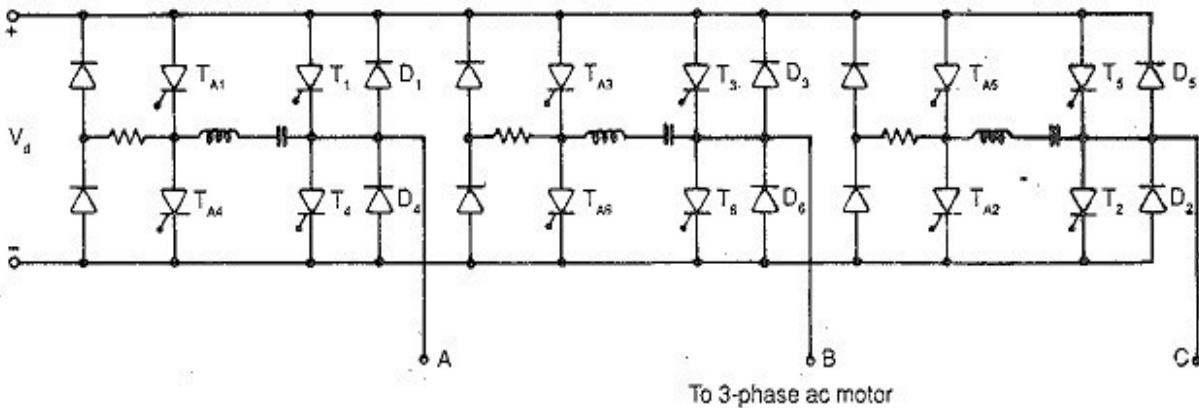 +
T_A1 T_1 D_1 T_A3 T_3 D_3 T_A5 T_5 D_5
V_d
T_A4 T_4 D_4 T_A6 T_6 D_6 T_A2 T_2 D_2
-
A B C
To 3-phase ac motor